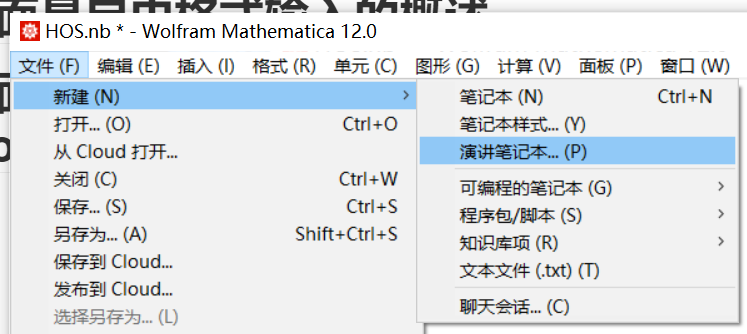 HOS.nb * - Wolfram Mathematica 12.0
文件 (F) 编辑 (E) 插入 (I) 格式 (R) 单元 (C) 图形 (G) 计算 (V) 面板 (P) 窗口 (W)
新建 (N)
打开... (O) Ctrl+O
从 Cloud 打开...
关闭 (C) Ctrl+W
保存... (S) Ctrl+S
另存为... (A) Shift+Ctrl+S
保存到 Cloud...
发布到 Cloud...
选择另存为... (L)
笔记本 (N) Ctrl+N
笔记本样式... (Y)
演讲笔记本... (P)
可编程的笔记本 (G)
程序包/脚本 (S)
知识库项 (R)
文本文件 (.txt) (T)
聊天会话... (C)